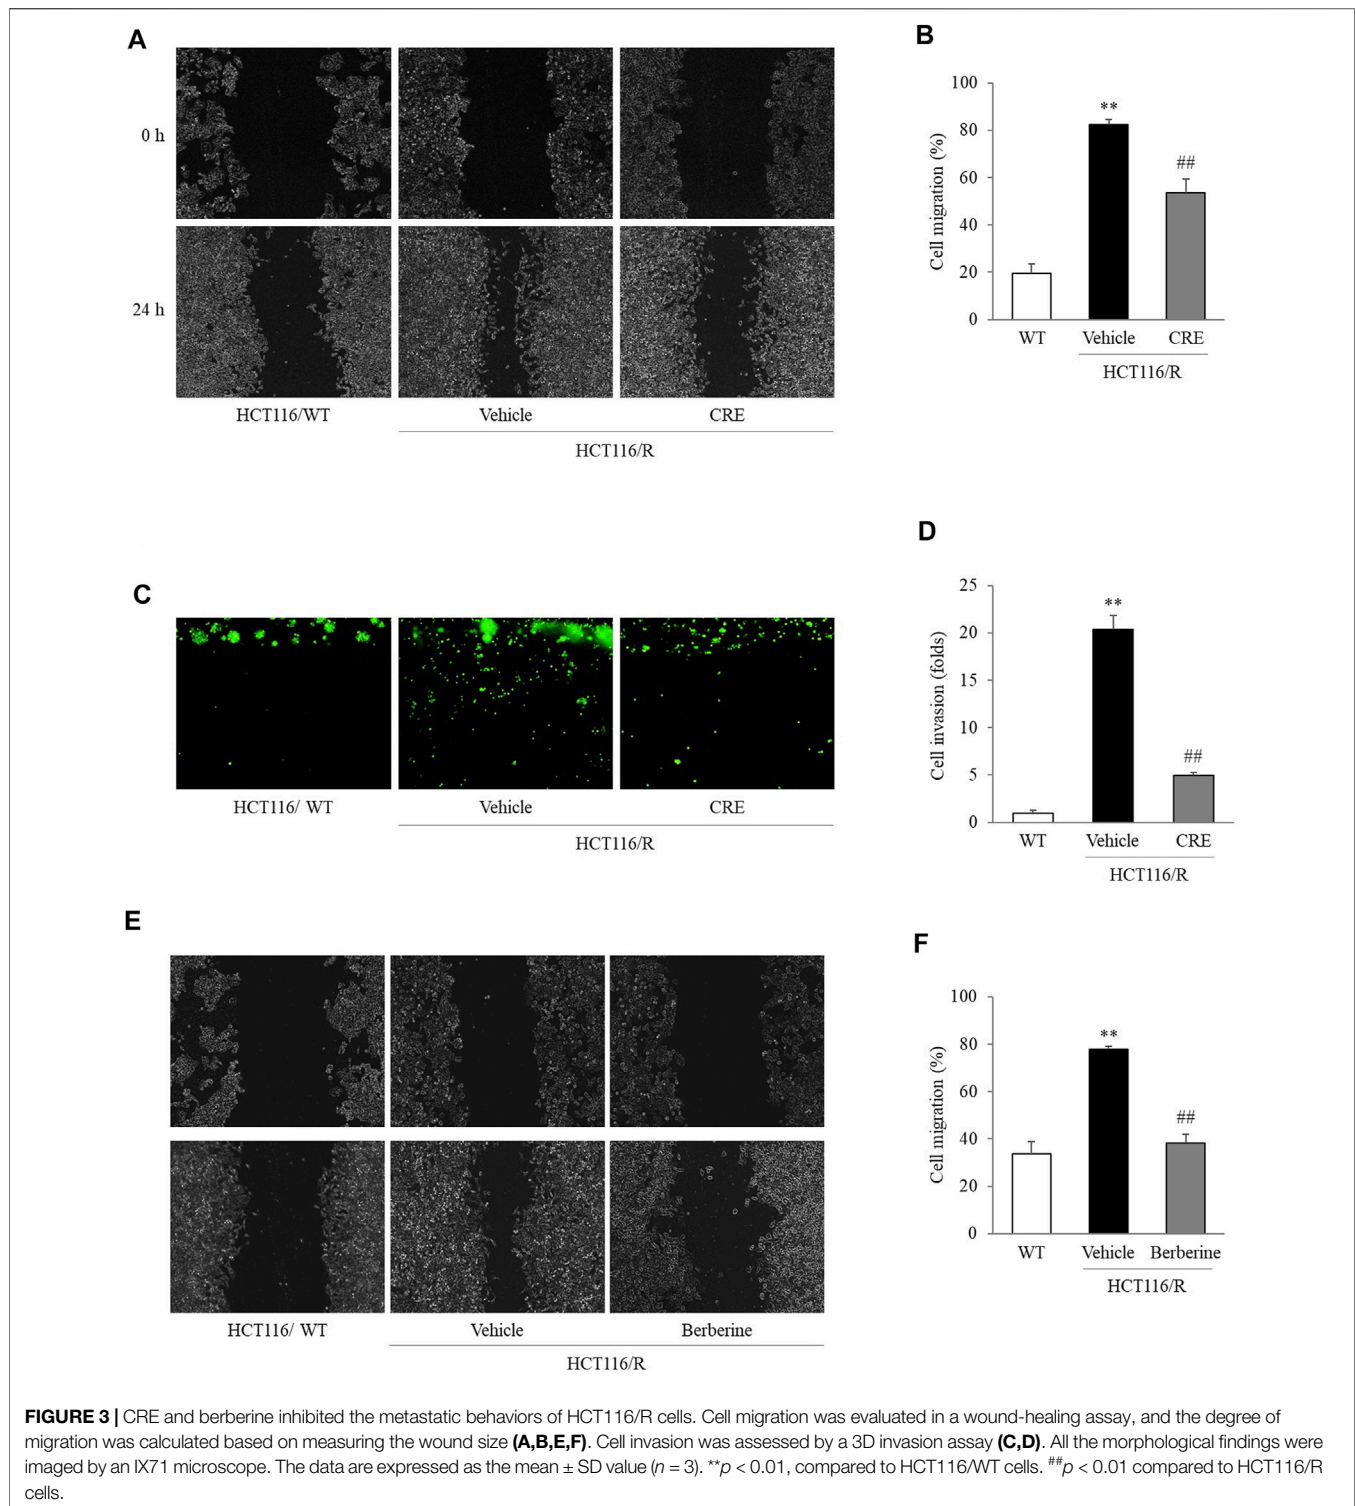 A
0 h
24 h
HCT116/WT
Vehicle
CRE
HCT116/R
B
Cell migration (%)
100
80
60
40
20
0
**
##
WT
Vehicle
CRE
HCT116/R
C
HCT116/ WT
Vehicle
CRE
HCT116/R
D
Cell invasion (folds)
25
20
15
10
5
0
**
##
WT
Vehicle
CRE
HCT116/R
E
HCT116/ WT
Vehicle
Berberine
HCT116/R
F
Cell migration (%)
100
80
60
40
20
0
**
##
WT
Vehicle
Berberine
HCT116/R
FIGURE 3 | CRE and berberine inhibited the metastatic behaviors of HCT116/R cells. Cell migration was evaluated in a wound-healing assay, and the degree of
migration was calculated based on measuring the wound size (A,B,E,F). Cell invasion was assessed by a 3D invasion assay (C,D). All the morphological findings were
imaged by an IX71 microscope. The data are expressed as the mean ± SD value (n = 3). **p < 0.01, compared to HCT116/WT cells. ##p < 0.01 compared to HCT116/R
cells.